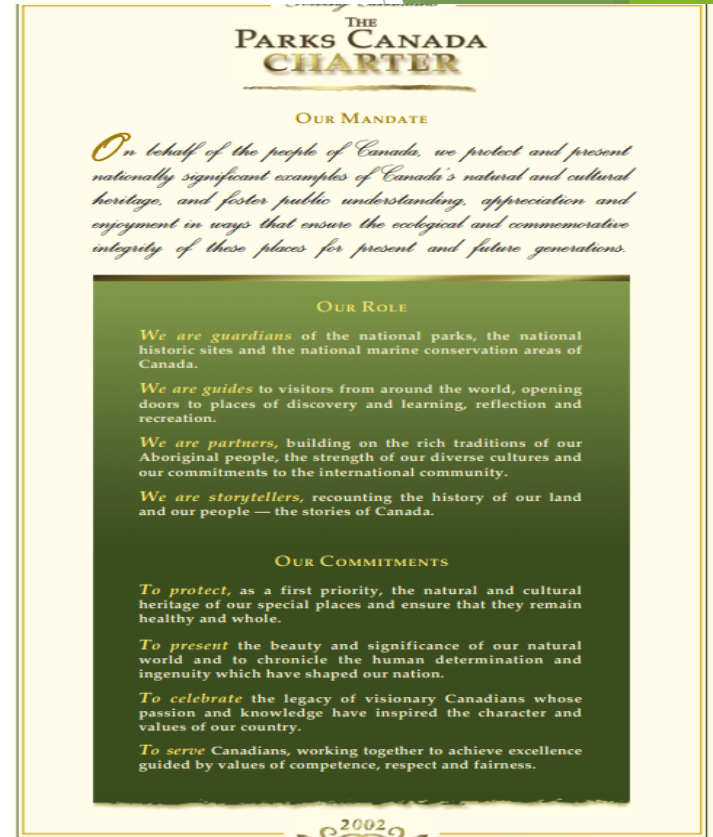 THE
PARKS CANADA
CHARTER
OUR MANDATE
On behalf of the people of Canada, we protect and present
nationally significant examples of Canada's natural and cultural
heritage, and foster public understanding, appreciation and
enjoyment in ways that ensure the ecological and commemorative
integrity of these places for present and future generations.
OUR ROLE
We are guardians of the national parks, the national
historic sites and the national marine conservation areas of
Canada.
We are guides to visitors from around the world, opening
doors to places of discovery and learning, reflection and
recreation.
We are partners, building on the rich traditions of our
Aboriginal people, the strength of our diverse cultures and
our commitments to the international community.
We are storytellers, recounting the history of our land
and our people — the stories of Canada.
OUR COMMITMENTS
To protect, as a first priority, the natural and cultural
heritage of our special places and ensure that they remain
healthy and whole.
To present the beauty and significance of our natural
world and to chronicle the human determination and
ingenuity which have shaped our nation.
To celebrate the legacy of visionary Canadians whose
passion and knowledge have inspired the character and
values of our country.
To serve Canadians, working together to achieve excellence
guided by values of competence, respect and fairness.
2002